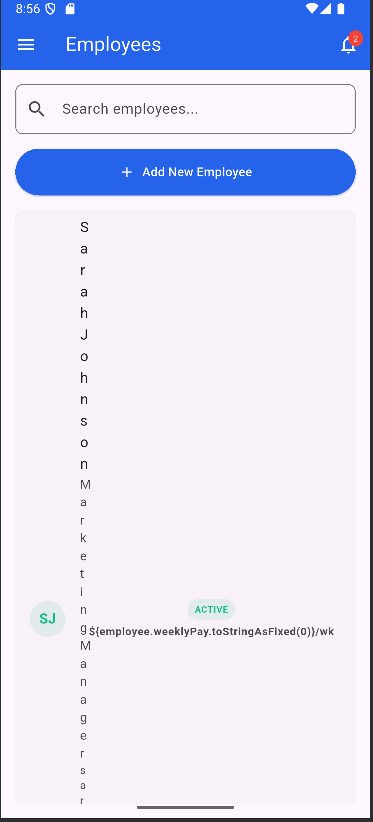 8:56
Employees
2
Search employees...
+ Add New Employee
S
a
r
a
h
J
o
h
n
s
o
n
M
a
r
k
e
t
i
n
g
M
a
n
a
g
e
r
s
a
r
SJ
ACTIVE
${employee.weeklyPay.toStringAsFixed(0)}/wk